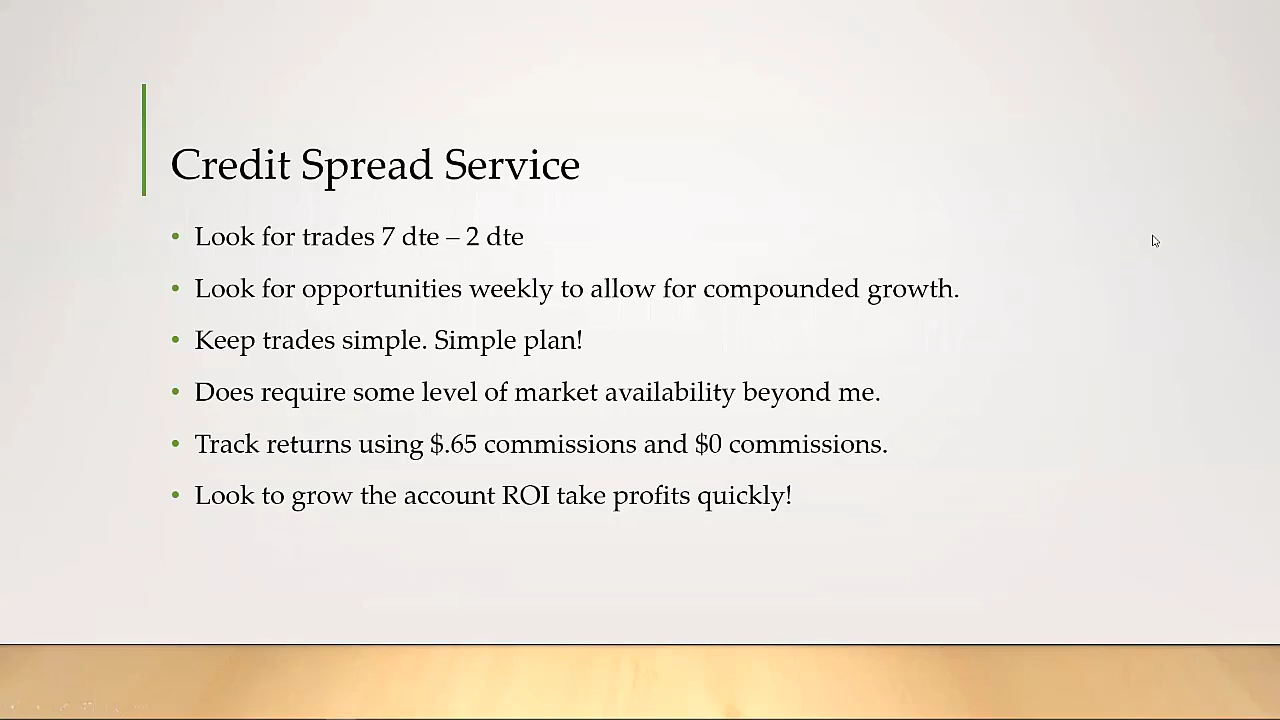 Credit Spread Service
• Look for trades 7 dte – 2 dte
• Look for opportunities weekly to allow for compounded growth.
• Keep trades simple. Simple plan!
• Does require some level of market availability beyond me.
• Track returns using $.65 commissions and $0 commissions.
• Look to grow the account ROI take profits quickly!